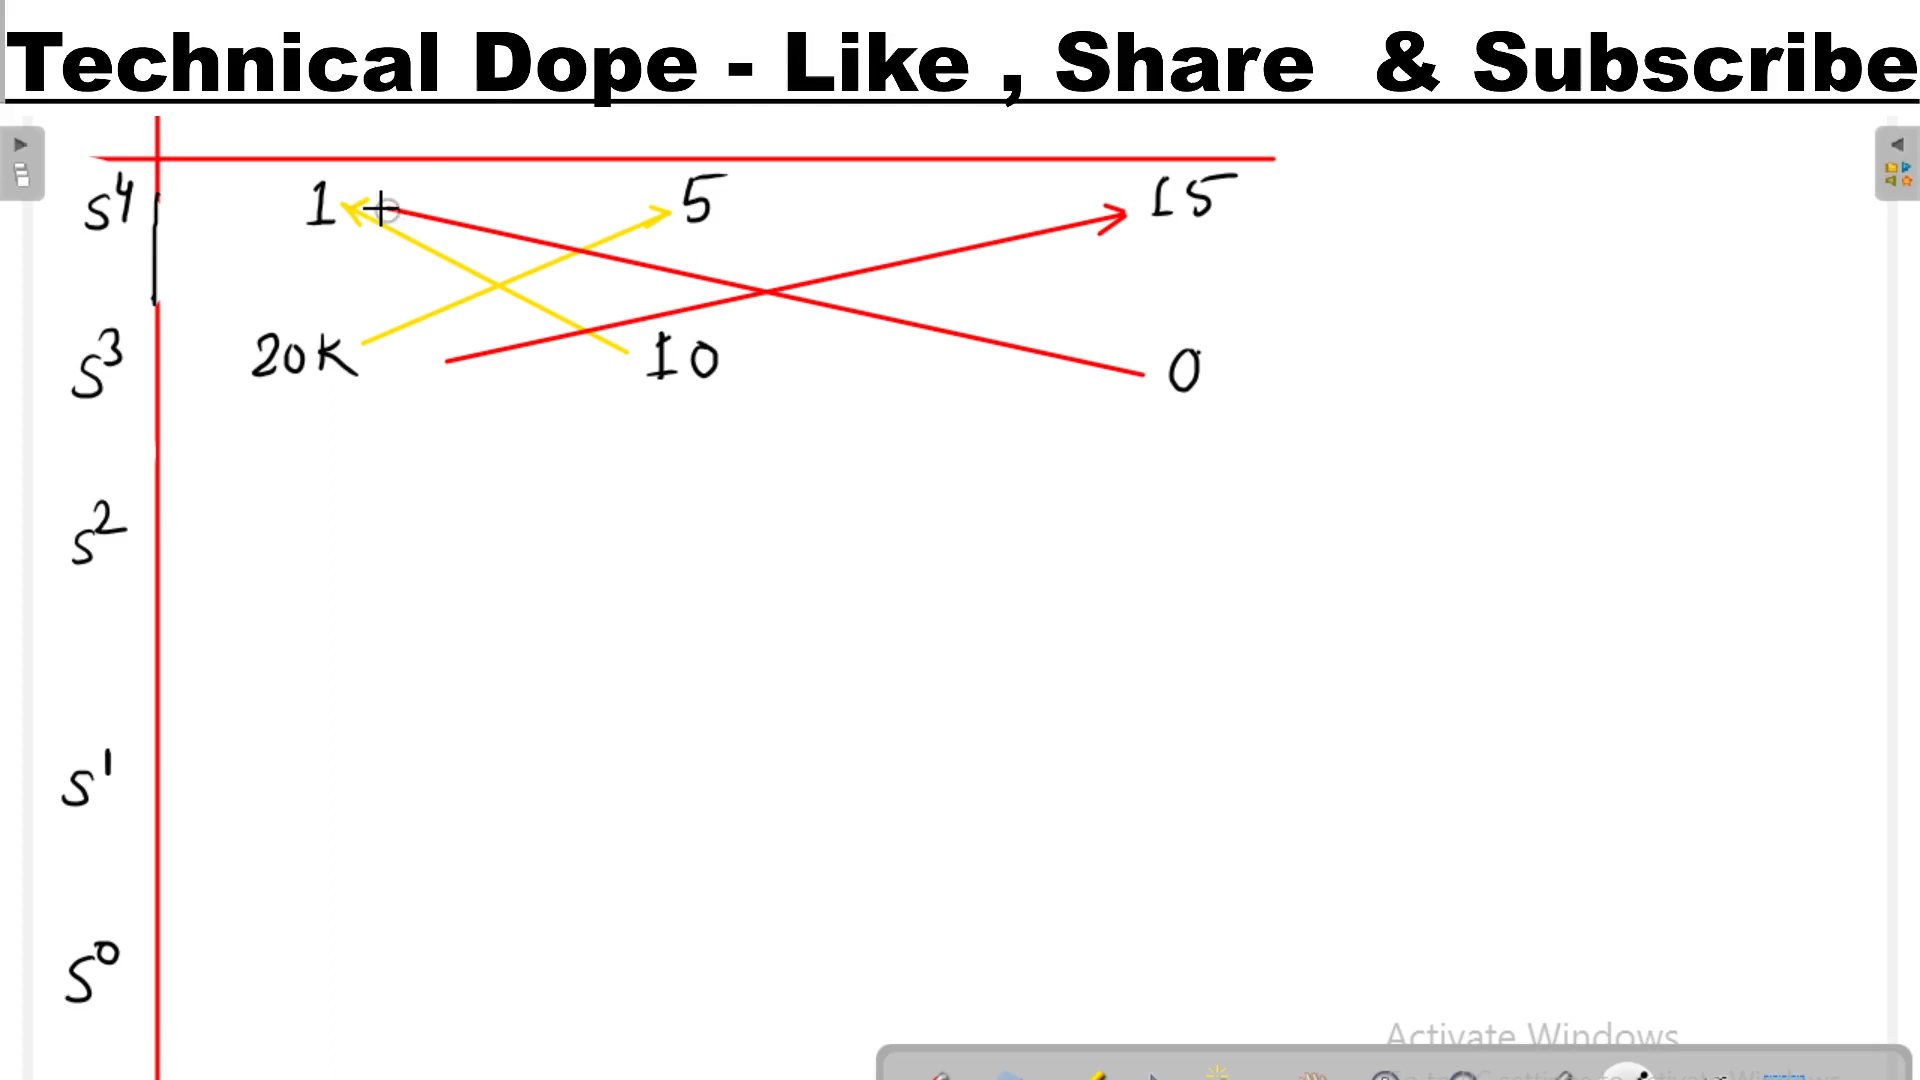 Technical Dope - Like , Share & Subscribe
s⁴ 1 5 15
s³ 20K 10 0
s²
s¹
s⁰
Activate Windows